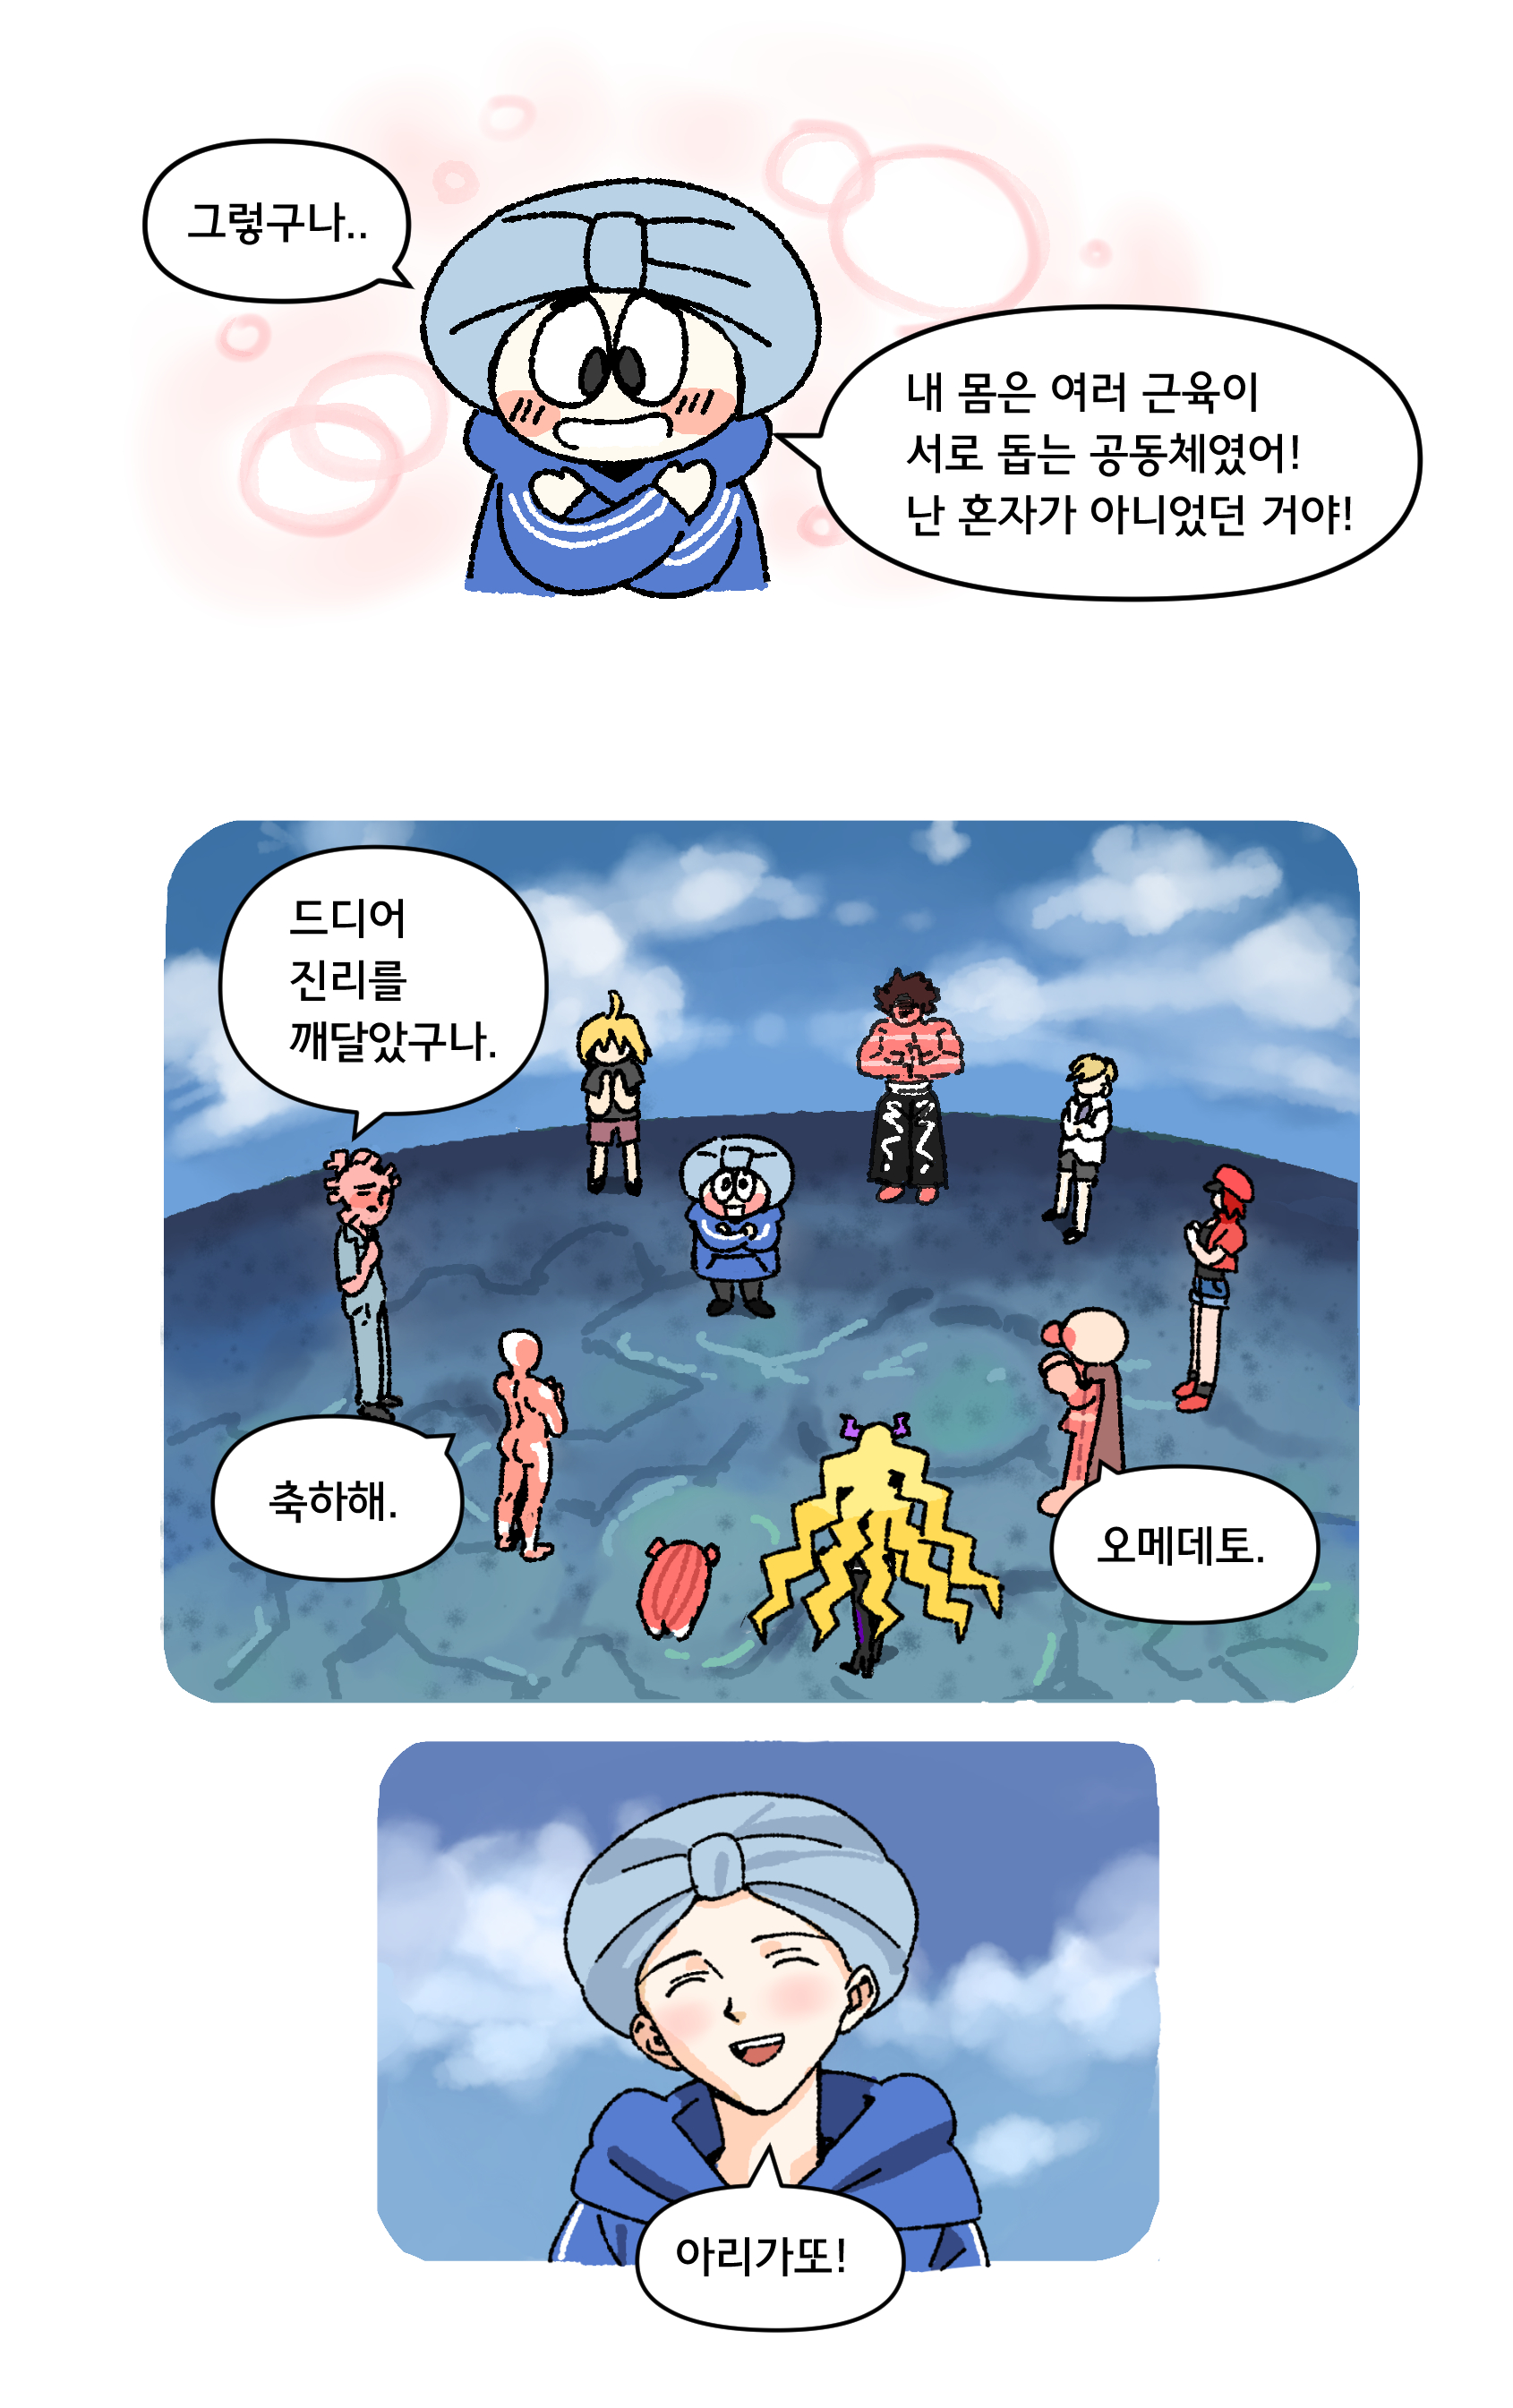 그렇구나..
내 몸은 여러 근육이
서로 돕는 공동체였어!
난 혼자가 아니었던 거야!
드디어
진리를
깨달았구나.
축하해.
오메데토.
아리가또!